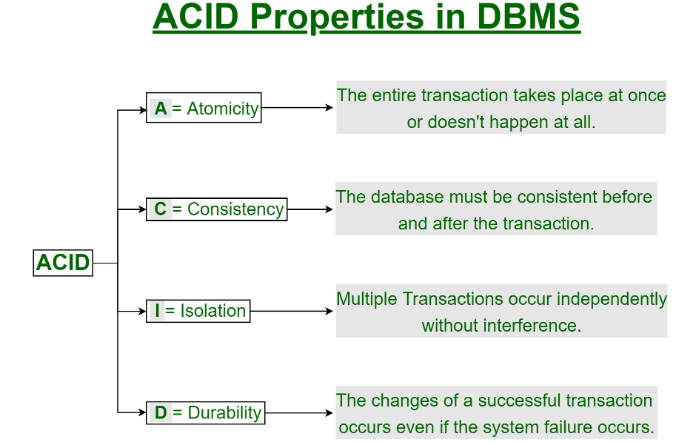 ACID Properties in DBMS
A = Atomicity
The entire transaction takes place at once
or doesn't happen at all.
C = Consistency
The database must be consistent before
and after the transaction.
ACID
I = Isolation
Multiple Transactions occur independently
without interference.
D = Durability
The changes of a successful transaction
occurs even if the system failure occurs.